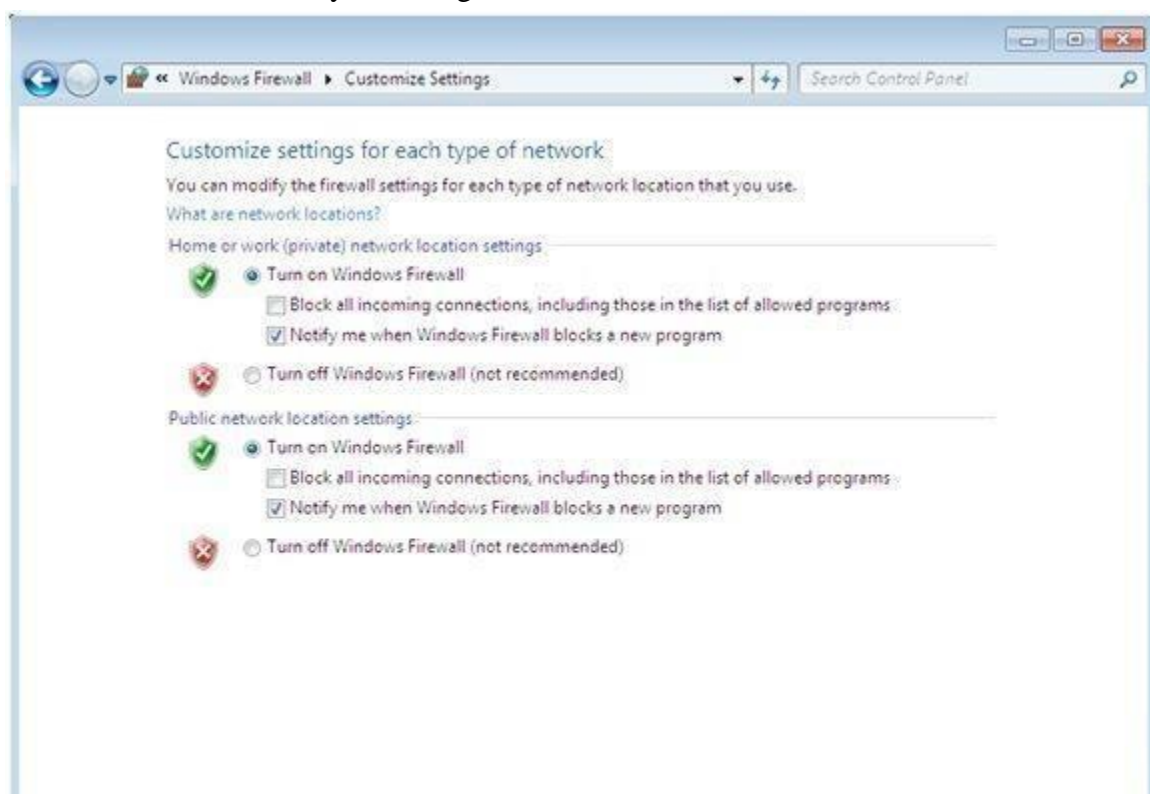 « Windows Firewall ▸ Customize Settings
Search Control Panel
Customize settings for each type of network
You can modify the firewall settings for each type of network location that you use.
What are network locations?
Home or work (private) network location settings
Turn on Windows Firewall
Block all incoming connections, including those in the list of allowed programs
Notify me when Windows Firewall blocks a new program
Turn off Windows Firewall (not recommended)
Public network location settings
Turn on Windows Firewall
Block all incoming connections, including those in the list of allowed programs
Notify me when Windows Firewall blocks a new program
Turn off Windows Firewall (not recommended)